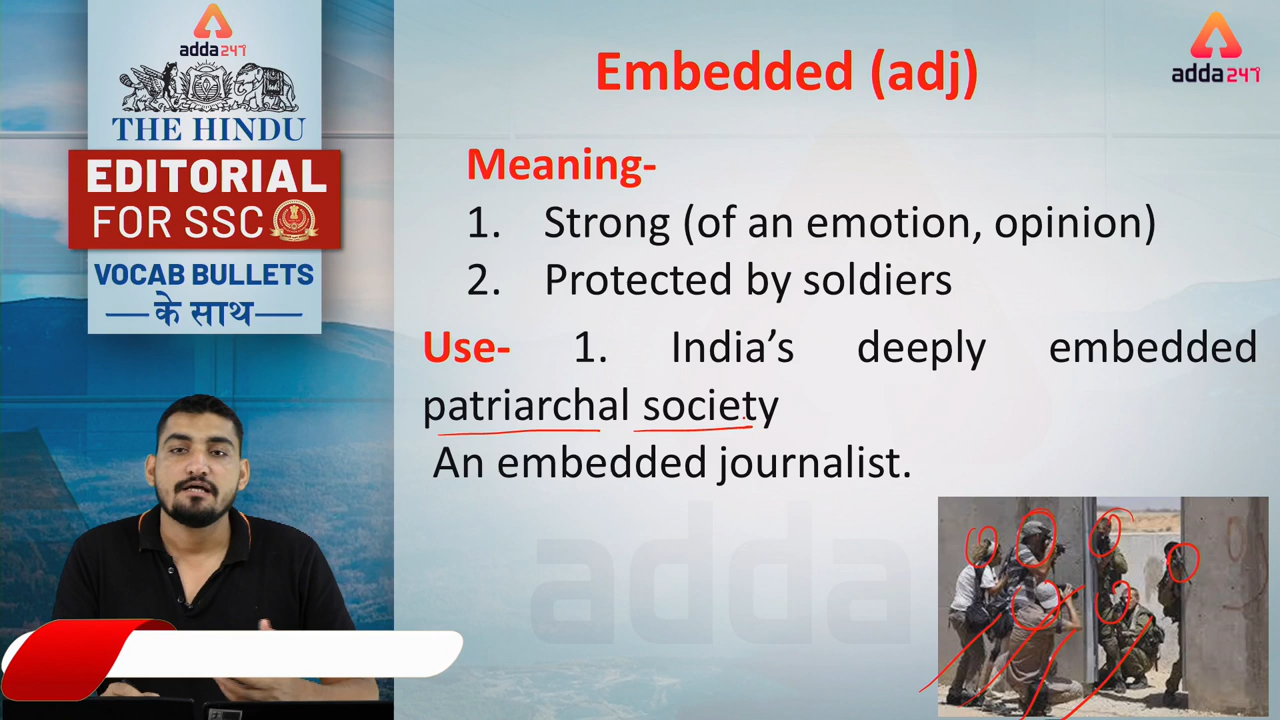 adda247
THE HINDU
EDITORIAL
FOR SSC
VOCAB BULLETS
के साथ
adda247
Embedded (adj)
Meaning-
1. Strong (of an emotion, opinion)
2. Protected by soldiers
Use- 1. India’s deeply embedded
patriarchal society
An embedded journalist.
adda